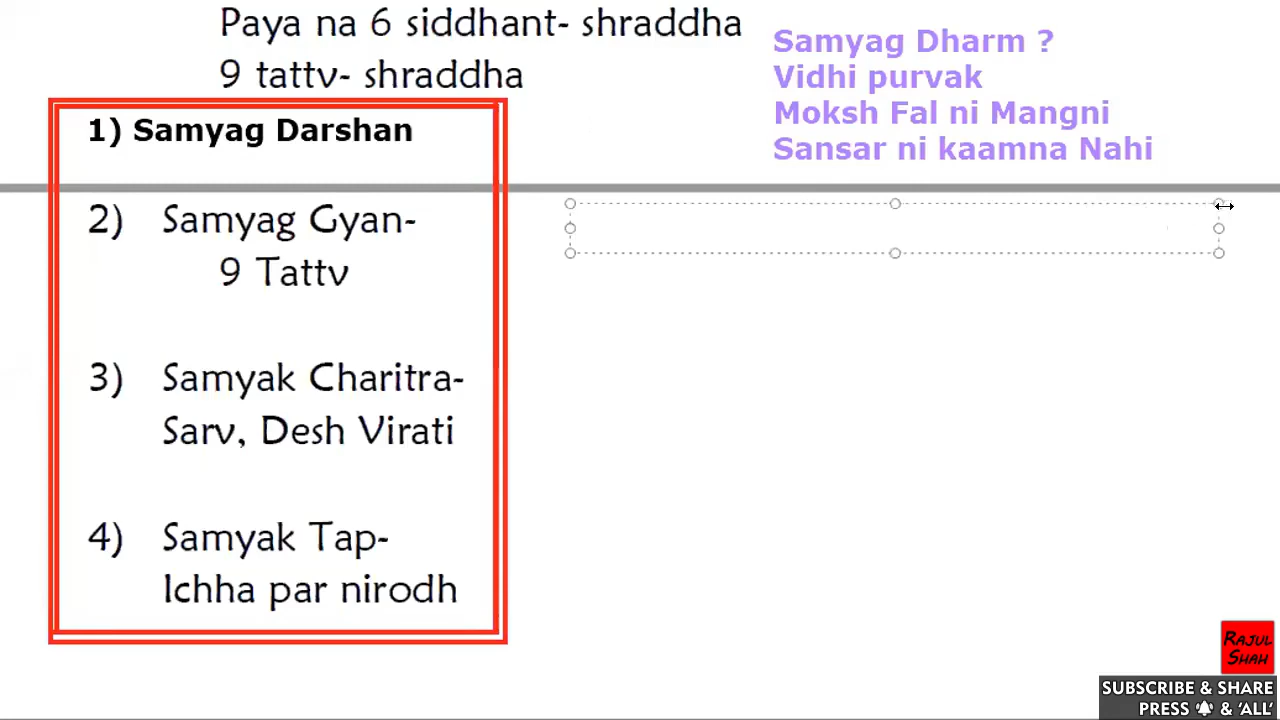 Paya na 6 siddhant- shraddha
9 tattv- shraddha
1) Samyag Darshan
2) Samyag Gyan-
9 Tattv
3) Samyak Charitra-
Sarv, Desh Virati
4) Samyak Tap-
Ichha par nirodh
Samyag Dharm ?
Vidhi purvak
Moksh Fal ni Mangni
Sansar ni kaamna Nahi
RAJUL
SHAH
SUBSCRIBE & SHARE
PRESS 🔔 & ‘ALL’